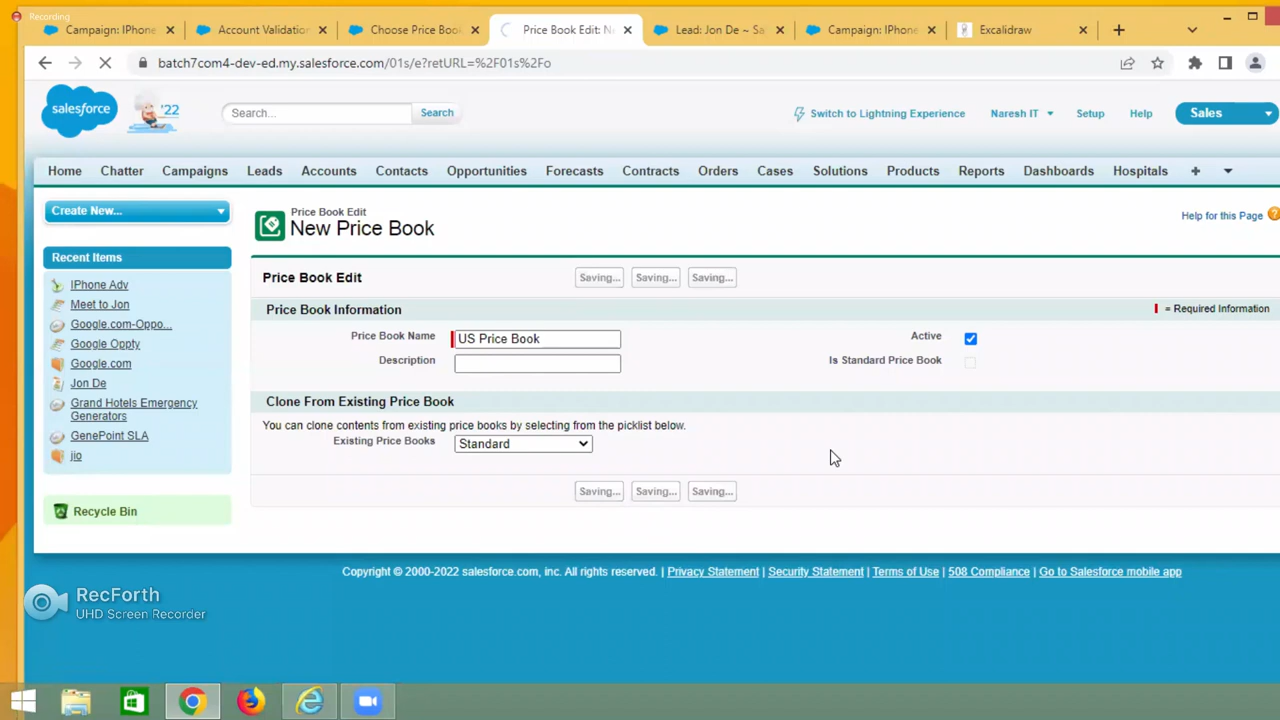 Recording
Campaign: IPhone
Account Validatio
Choose Price Book
Price Book Edit: N
Lead: Jon De ~ Sa
Campaign: IPhone
Excalidraw
batch7com4-dev-ed.my.salesforce.com/01s/e?retURL=%2F01s%2Fo
salesforce
'22
Search...
Search
Switch to Lightning Experience
Naresh IT
Setup
Help
Sales
Home
Chatter
Campaigns
Leads
Accounts
Contacts
Opportunities
Forecasts
Contracts
Orders
Cases
Solutions
Products
Reports
Dashboards
Hospitals
+
Create New...
Recent Items
IPhone Adv
Meet to Jon
Google.com-Oppo...
Google Oppty
Google.com
Jon De
Grand Hotels Emergency
Generators
GenePoint SLA
jio
Recycle Bin
Price Book Edit
New Price Book
Help for this Page
Price Book Edit
Saving... Saving... Saving...
Price Book Information
= Required Information
Price Book Name
US Price Book
Active
Description
Is Standard Price Book
Clone From Existing Price Book
You can clone contents from existing price books by selecting from the picklist below.
Existing Price Books
Standard
Saving... Saving... Saving...
Copyright © 2000-2022 salesforce.com, inc. All rights reserved. | Privacy Statement | Security Statement | Terms of Use | 508 Compliance | Go to Salesforce mobile app
RecForth
UHD Screen Recorder